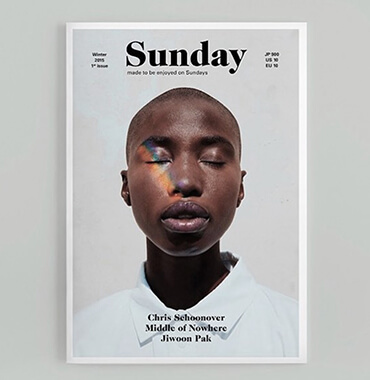 Winter
2015
1st Issue
Sunday
made to be enjoyed on Sundays
JP 900
US 10
EU 10
Chris Schoonover
Middle of Nowhere
Jiwoon Pak